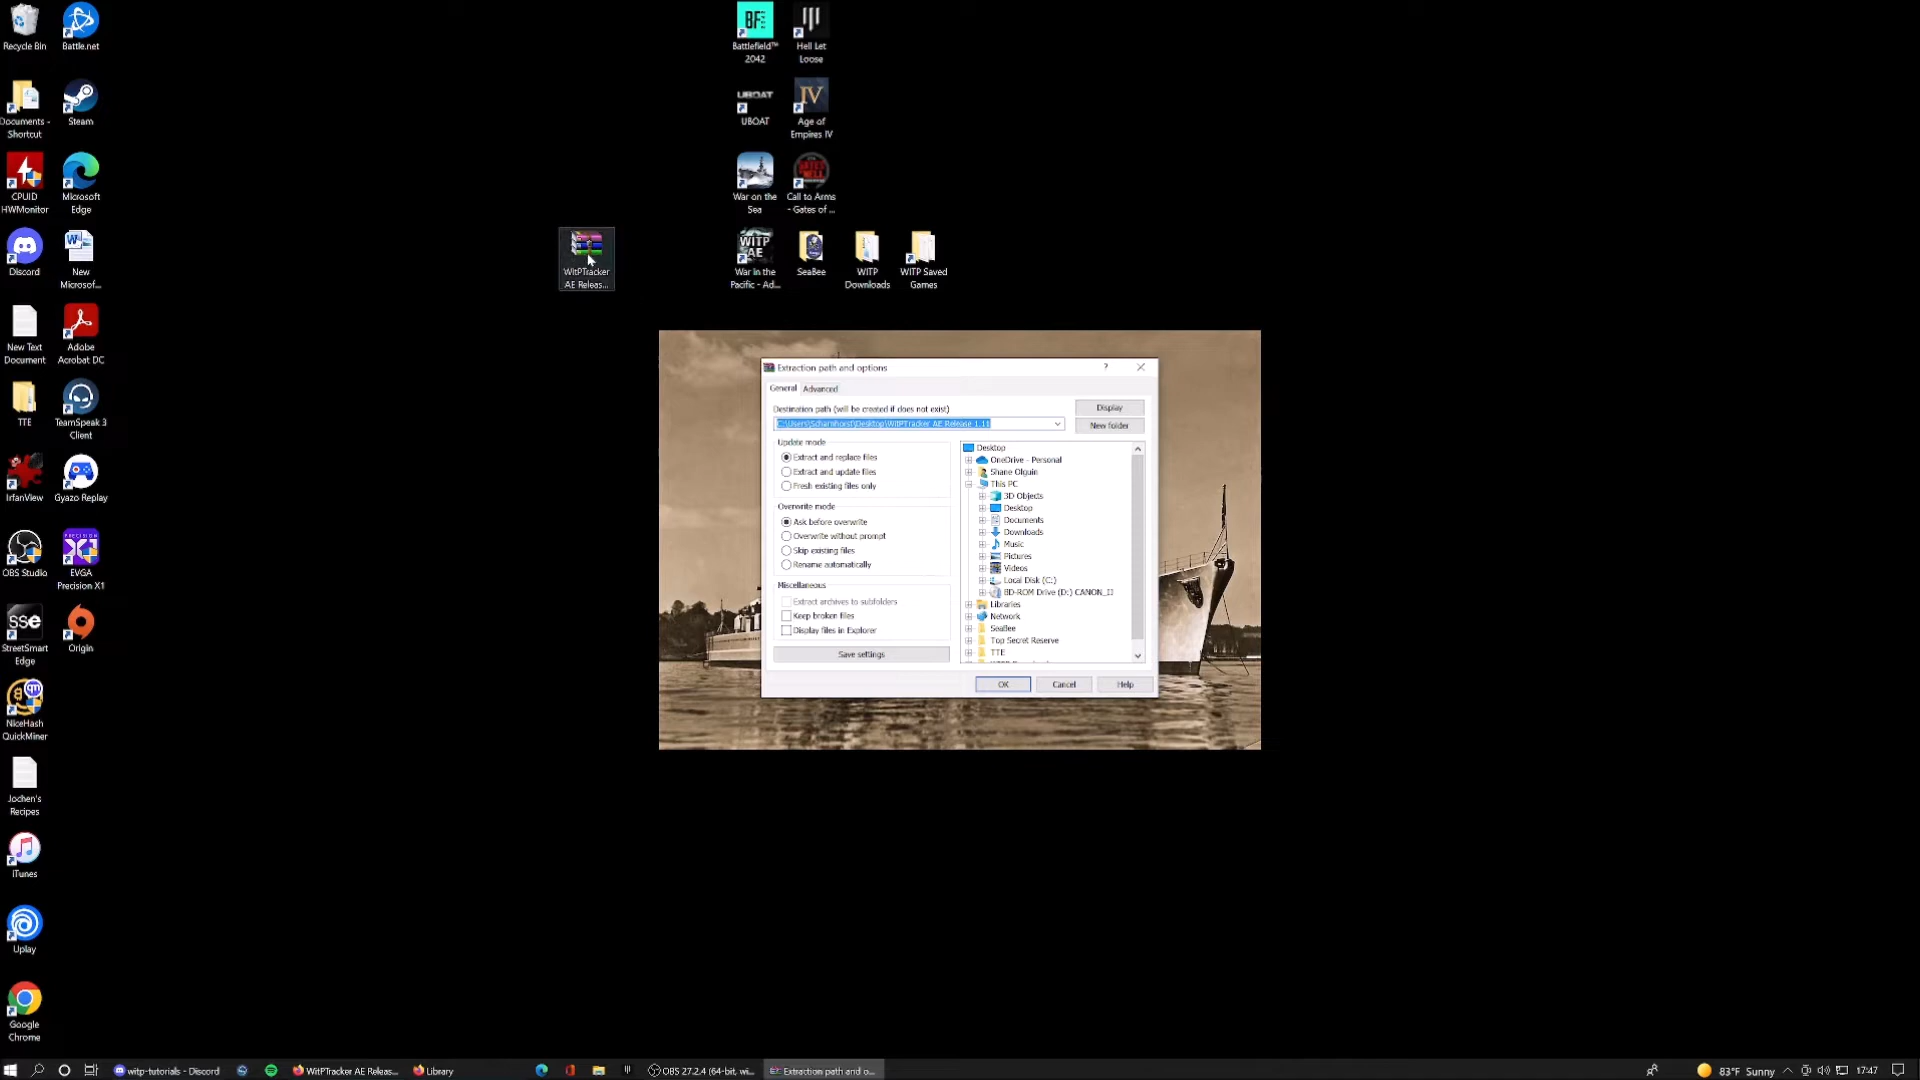 Recycle Bin
Battle.net
Documents -
Shortcut
Steam
CPUID
HWMonitor
Microsoft
Edge
Discord
New
Microsof...
New Text
Document
Adobe
Acrobat DC
TTE
TeamSpeak 3
Client
IrfanView
Gyazo Replay
OBS Studio
PRECISION
X1
EVGA
Precision X1
sse
StreetSmart
Edge
Origin
NiceHash
QuickMiner
Jochen's
Recipes
iTunes
Uplay
Google
Chrome
BF
Battlefield™
2042
Hell Let
Loose
UBOAT
UBOAT
IV
Age of
Empires IV
War on the
Sea
Call to Arms
- Gates of ...
WitPTracker
AE Releas...
WITP
AE
War in the
Pacific - Ad...
SeaBee
WITP
Downloads
WITP Saved
Games
Extraction path and options
?
General
Advanced
Destination path (will be created if does not exist)
Display
C:\Users\Scharnhorst\Desktop\WitPTracker AE Release 1.11
New folder
Update mode
Extract and replace files
Extract and update files
Fresh existing files only
Overwrite mode
Ask before overwrite
Overwrite without prompt
Skip existing files
Rename automatically
Miscellaneous
Extract archives to subfolders
Keep broken files
Display files in Explorer
Save settings
Desktop
OneDrive - Personal
Shane Olguin
This PC
3D Objects
Desktop
Documents
Downloads
Music
Pictures
Videos
Local Disk (C:)
BD-ROM Drive (D:) CANON_IJ
Libraries
Network
SeaBee
Top Secret Reserve
TTE
OK
Cancel
Help
witp-tutorials - Discord
WitPTracker AE Releas...
Library
OBS 27.2.4 (64-bit, wi...
Extraction path and o...
83°F Sunny
17:47